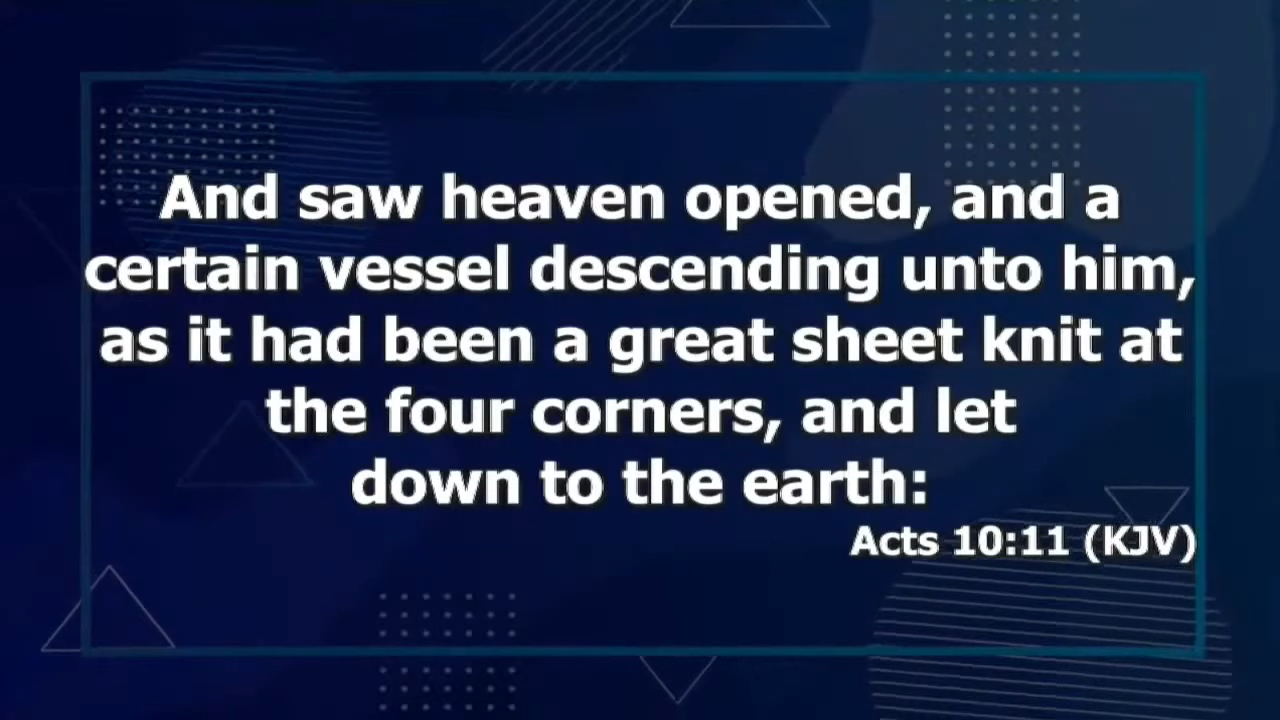 And saw heaven opened, and a
certain vessel descending unto him,
as it had been a great sheet knit at
the four corners, and let
down to the earth:
Acts 10:11 (KJV)